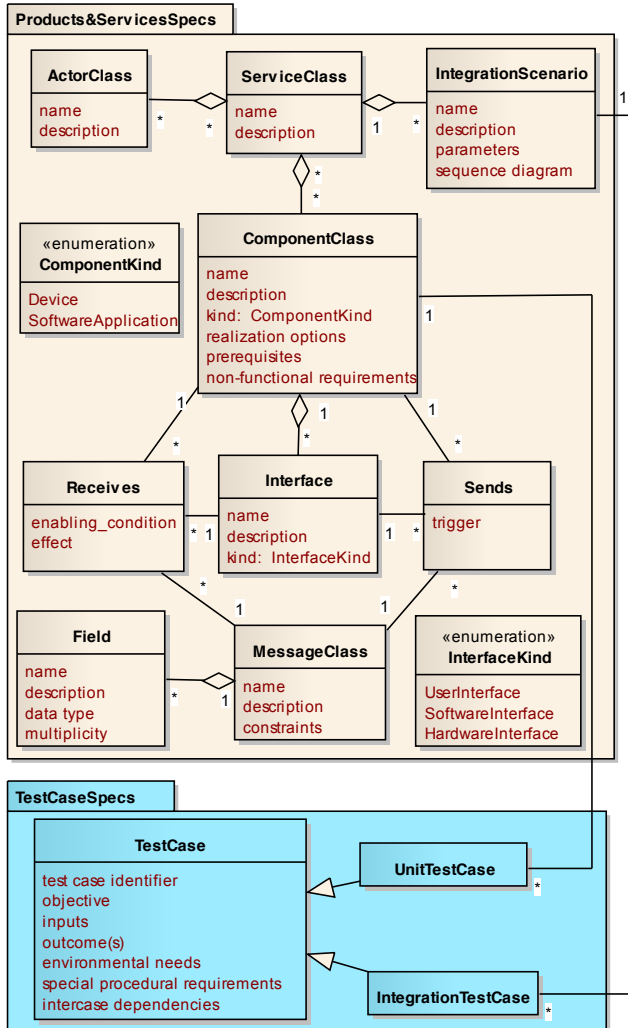 Products&ServicesSpecs
ActorClass
name
description
*
*
ServiceClass
name
description
1
*
IntegrationScenario
name
description
parameters
sequence diagram
1
*
*
«enumeration»
ComponentKind
Device
SoftwareApplication
ComponentClass
name
description
kind: ComponentKind
realization options
prerequisites
non-functional requirements
1
1
*
1
*
1
*
Receives
enabling_condition
effect
*
1
Interface
name
description
kind: InterfaceKind
1
*
Sends
trigger
*
1
1
*
Field
name
description
data type
multiplicity
*
1
MessageClass
name
description
constraints
«enumeration»
InterfaceKind
UserInterface
SoftwareInterface
HardwareInterface
TestCaseSpecs
TestCase
test case identifier
objective
inputs
outcome(s)
environmental needs
special procedural requirements
intercase dependencies
UnitTestCase
*
IntegrationTestCase
*